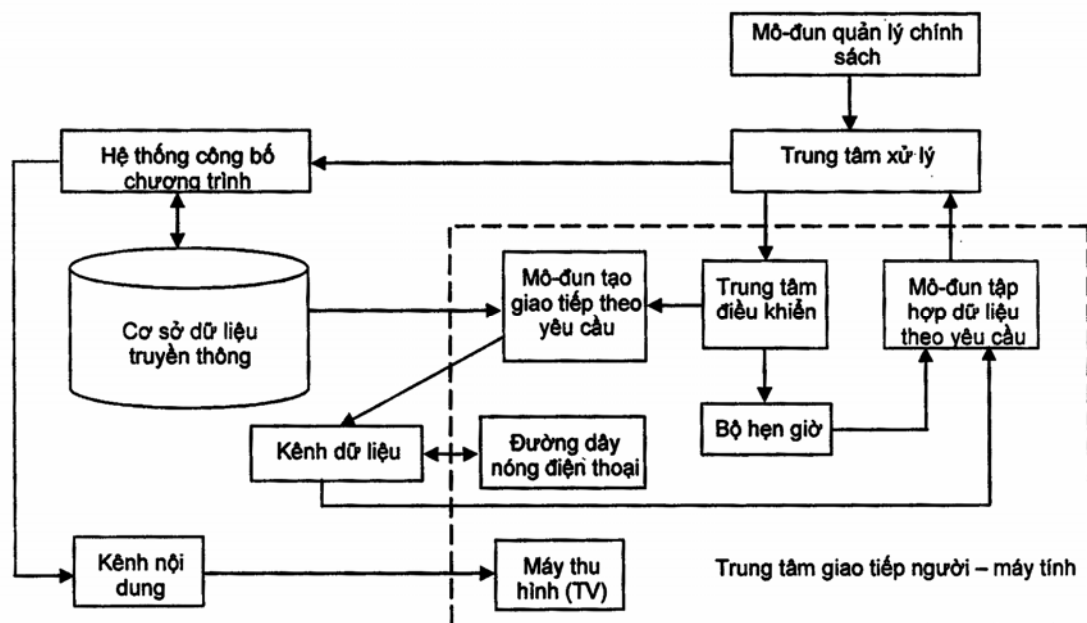 Mô-đun quản lý chính
sách
Hệ thống công bố
chương trình
Trung tâm xử lý
Cơ sở dữ liệu
truyền thông
Mô-đun tạo
giao tiếp theo
yêu cầu
Trung tâm
điều khiển
Mô-đun tập
hợp dữ liệu
theo yêu cầu
Bộ hẹn giờ
Kênh dữ liệu
Đường dây
nóng điện thoại
Kênh nội
dung
Máy thu
hình (TV)
Trung tâm giao tiếp người – máy tính